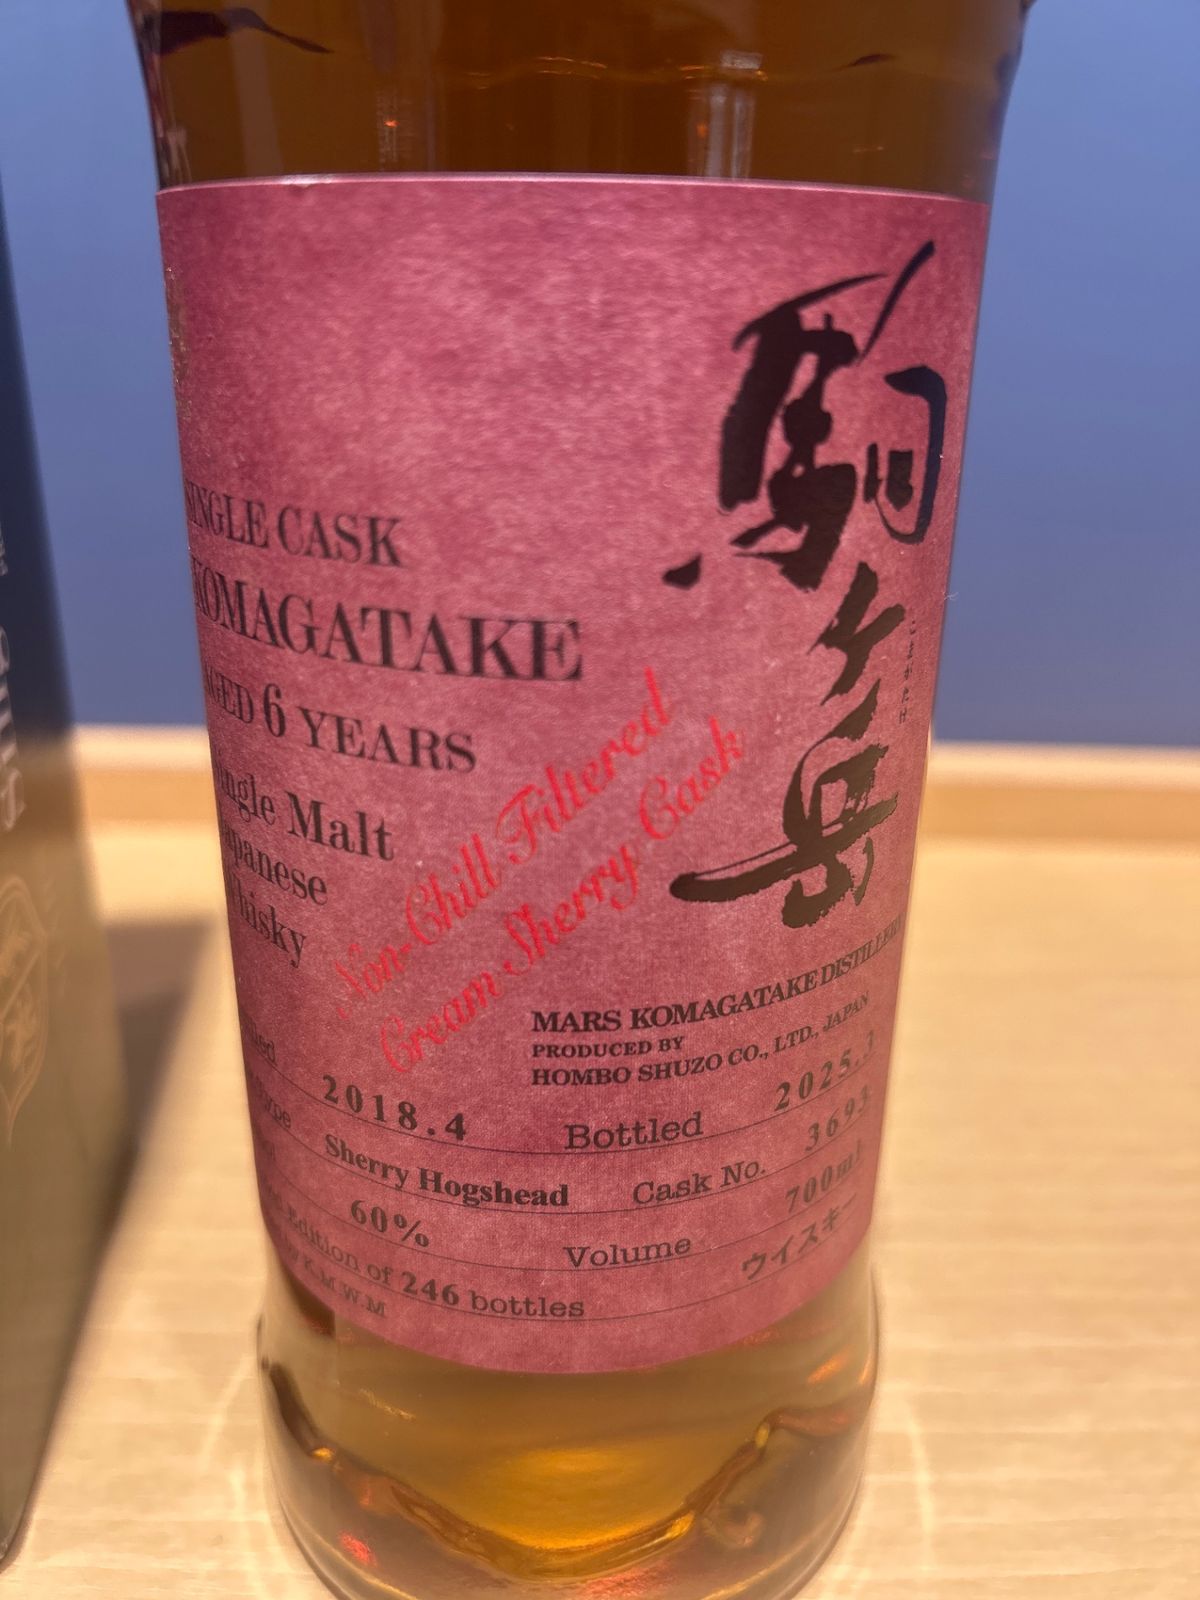 駒ヶ岳
SINGLE CASK
KOMAGATAKE
AGED 6 YEARS
Single Malt
Japanese
Whisky
Non-Chill Filtered
Cream Sherry Cask
MARS KOMAGATAKE DISTILLERY
PRODUCED BY
HOMBO SHUZO CO., LTD., JAPAN
2018.4 Bottled 2025.3
Sherry Hogshead Cask No. 3693
60% Volume 700ml
Edition of 246 bottles ウイスキー
K.M.W.M